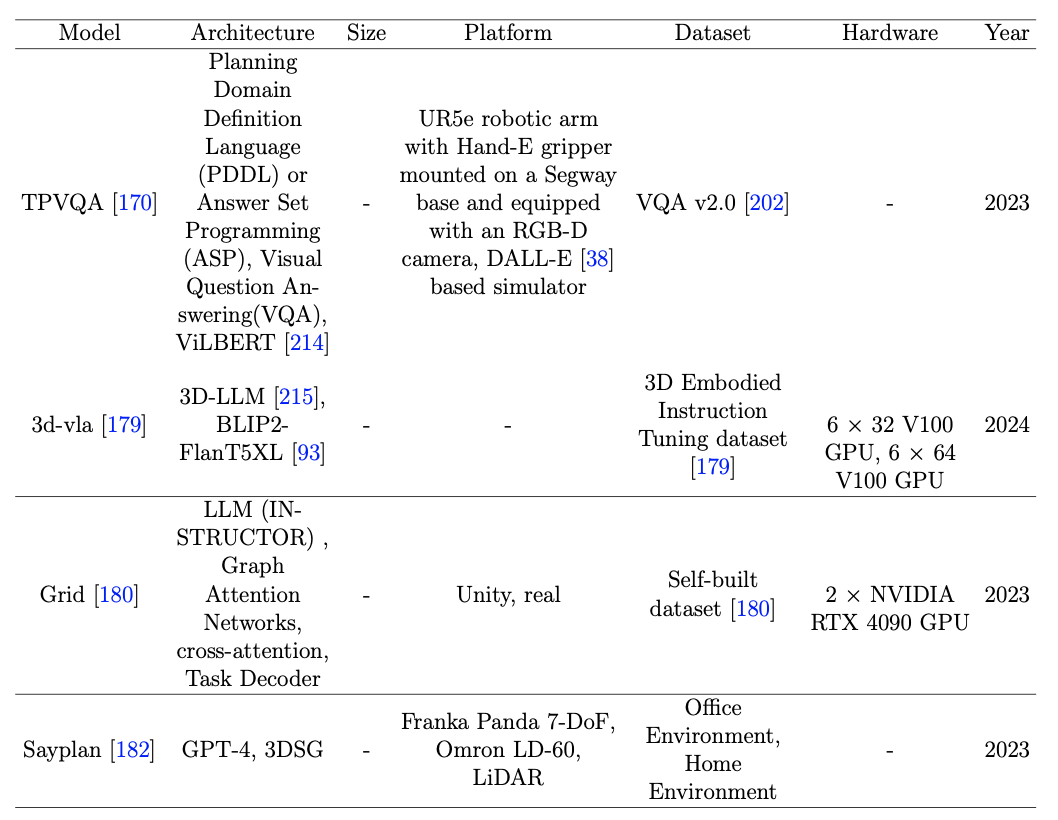 Model Architecture Size Platform Dataset Hardware Year
Planning
Domain
Definition
Language
(PDDL) or
Answer Set
Programming
(ASP), Visual
Question An-
swering(VQA),
ViLBERT [214]
UR5e robotic arm
with Hand-E gripper
mounted on a Segway
base and equipped
with an RGB-D
camera, DALL-E [38]
based simulator
TPVQA [170] - VQA v2.0 [202] - 2023
3d-vla [179]
3D-LLM [215],
BLIP2-
FlanT5XL [93]
- -
3D Embodied
Instruction
Tuning dataset
[179]
6 × 32 V100
GPU, 6 × 64
V100 GPU
2024
Grid [180]
LLM (IN-
STRUCTOR) ,
Graph
Attention
Networks,
cross-attention,
Task Decoder
- Unity, real
Self-built
dataset [180]
2 × NVIDIA
RTX 4090 GPU
2023
Sayplan [182] GPT-4, 3DSG -
Franka Panda 7-DoF,
Omron LD-60,
LiDAR
Office
Environment,
Home
Environment
- 2023